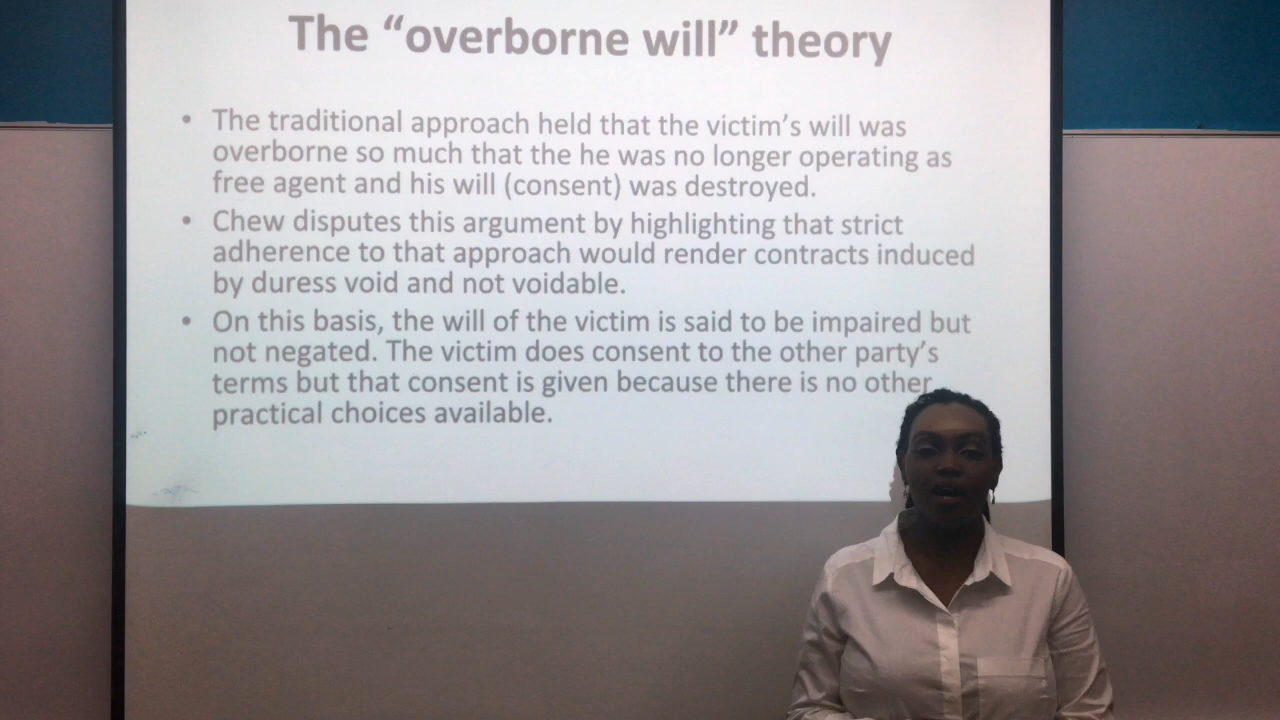 The “overborne will” theory
• The traditional approach held that the victim’s will was
overborne so much that the he was no longer operating as
free agent and his will (consent) was destroyed.
• Chew disputes this argument by highlighting that strict
adherence to that approach would render contracts induced
by duress void and not voidable.
• On this basis, the will of the victim is said to be impaired but
not negated. The victim does consent to the other party’s
terms but that consent is given because there is no other
practical choices available.